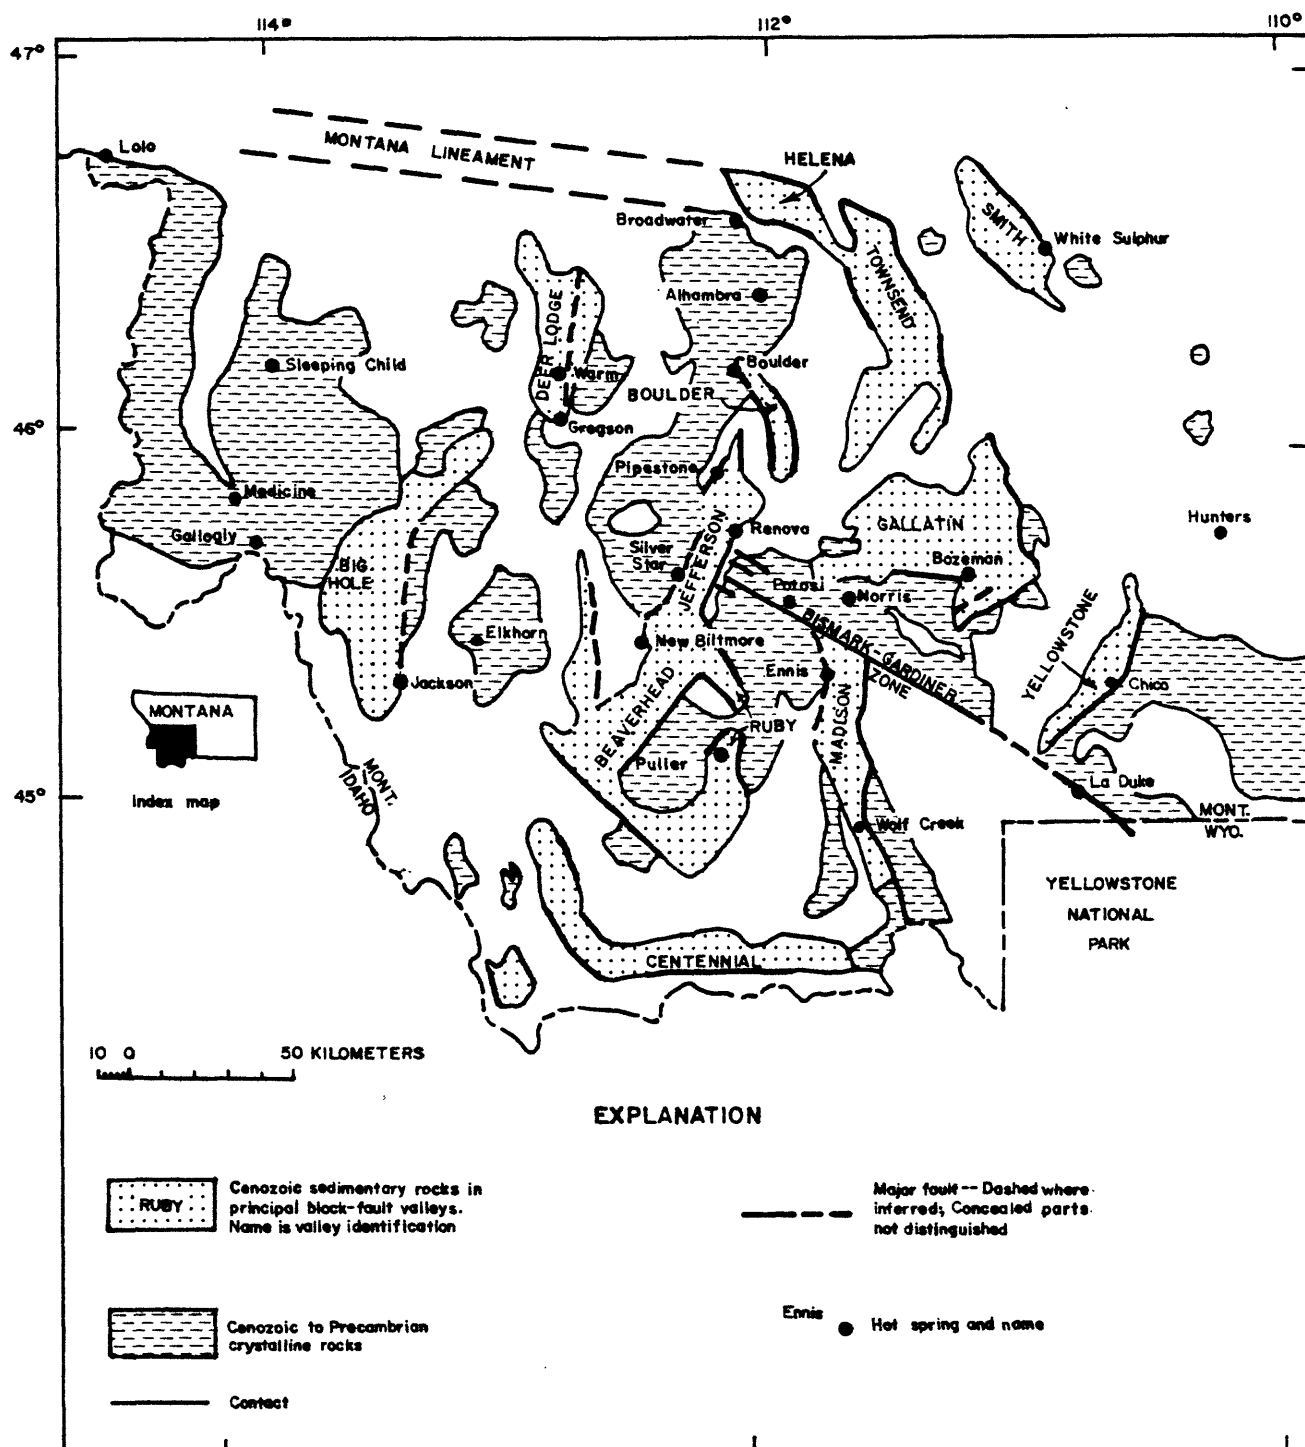 114°
112°
110°
47°
MONTANA LINEAMENT
Lolo
HELENA
Broadwater
SMITH
White Sulphur
TOWNSEND
Alhambra
DEER LODGE
Sleeping Child
Warm
BOULDER
Boulder
46°
Gregson
Pipestone
Medicine
Gallogly
BIG
HOLE
Silver
Star
JEFFERSON
Renova
GALLATIN
Hunters
Bozeman
Potosi
Norris
BISMARK-GARDINER
ZONE
Elkhorn
New Biltmore
Ennis
YELLOWSTONE
Chico
Jackson
MONTANA
Index map
BEAVERHEAD
RUBY
MADISON
Puller
MONT.
IDAHO
45°
La Duke
MONT.
WYO.
Wolf Creek
YELLOWSTONE
NATIONAL
PARK
CENTENNIAL
10 0 50 KILOMETERS
EXPLANATION
RUBY
Cenozoic sedimentary rocks in
principal block-fault valleys.
Name is valley identification
Major fault -- Dashed where
inferred; Concealed parts
not distinguished
Cenozoic to Precambrian
crystalline rocks
Ennis
Hot spring and name
Contact